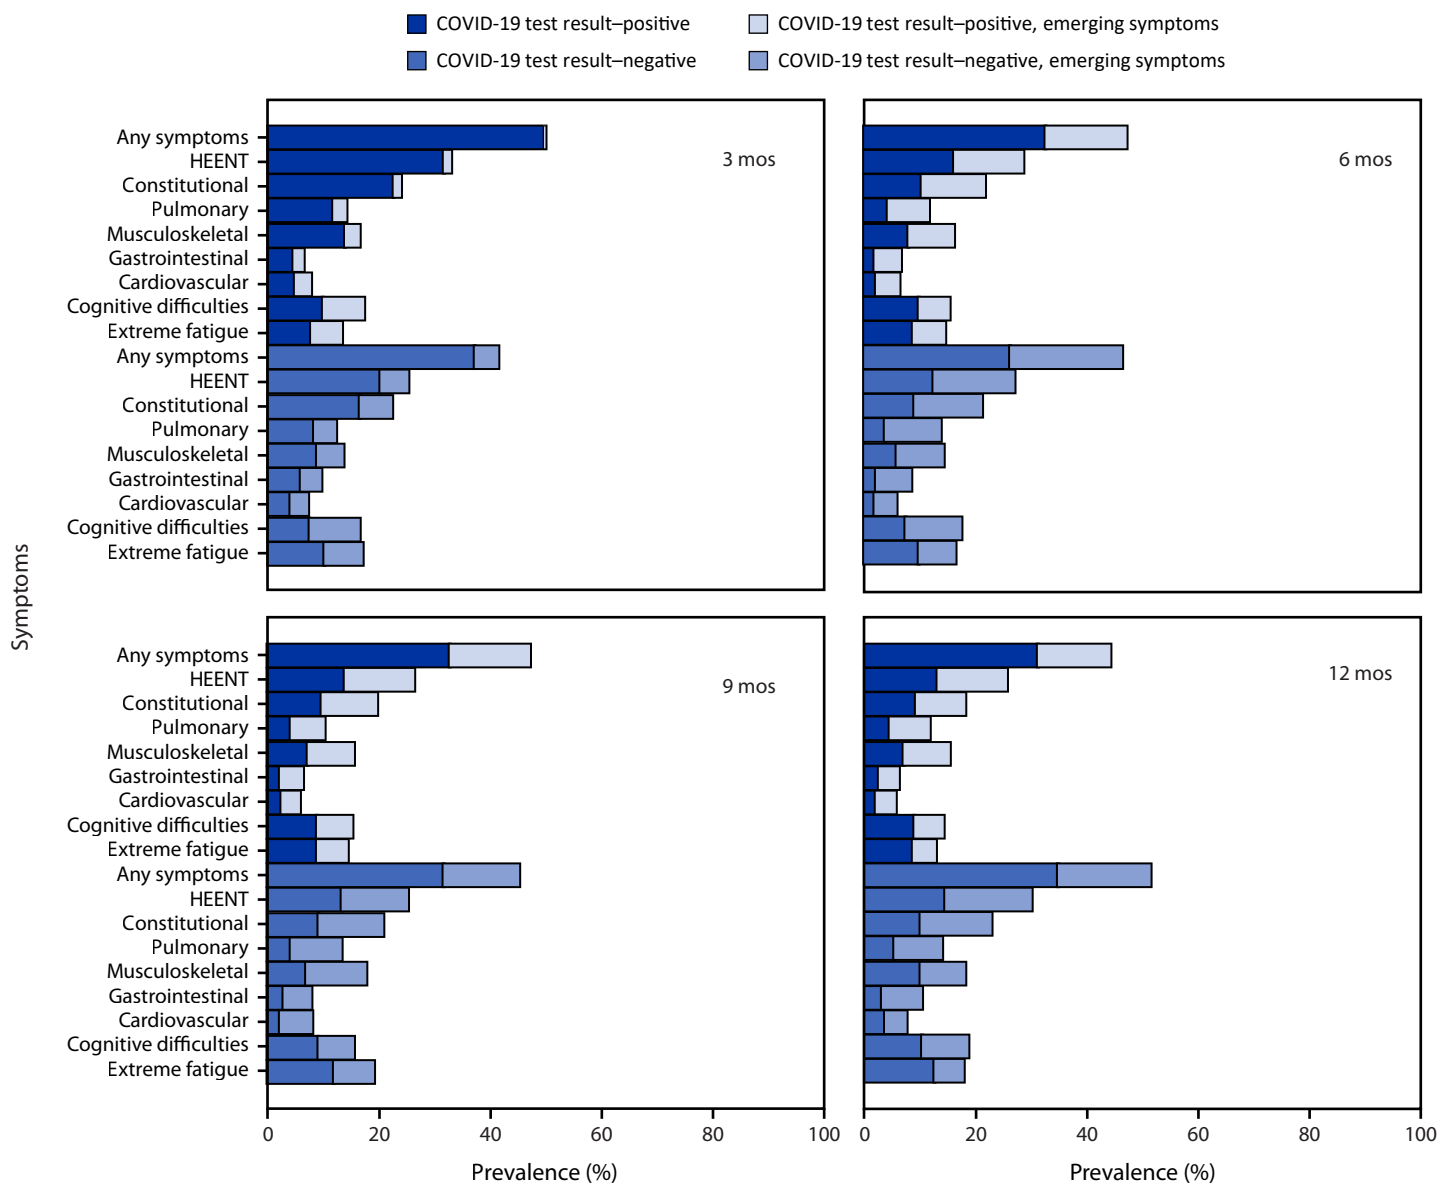 COVID-19 test result–positive
COVID-19 test result–positive, emerging symptoms
COVID-19 test result–negative
COVID-19 test result–negative, emerging symptoms
Symptoms
3 mos
Any symptoms
HEENT
Constitutional
Pulmonary
Musculoskeletal
Gastrointestinal
Cardiovascular
Cognitive difficulties
Extreme fatigue
Any symptoms
HEENT
Constitutional
Pulmonary
Musculoskeletal
Gastrointestinal
Cardiovascular
Cognitive difficulties
Extreme fatigue
6 mos
9 mos
Any symptoms
HEENT
Constitutional
Pulmonary
Musculoskeletal
Gastrointestinal
Cardiovascular
Cognitive difficulties
Extreme fatigue
Any symptoms
HEENT
Constitutional
Pulmonary
Musculoskeletal
Gastrointestinal
Cardiovascular
Cognitive difficulties
Extreme fatigue
12 mos
0 20 40 60 80 100
Prevalence (%)
0 20 40 60 80 100
Prevalence (%)